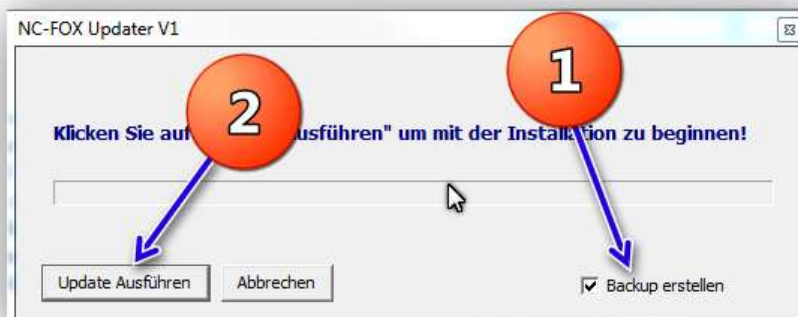 NC-FOX Updater V1
1
2
Klicken Sie auf usführen" um mit der Installation zu beginnen!
Update Ausführen
Abbrechen
Backup erstellen